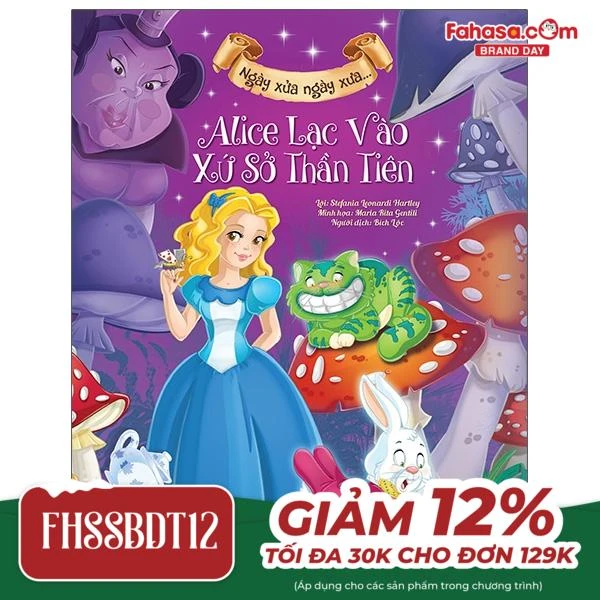 Fahasa.com
BRAND DAY
Ngày xửa ngày xưa...
Alice Lạc Vào
Xứ Sở Thần Tiên
Lời: Stefania Leonardi Hartley
Minh họa: Maria Rita Gentili
Người dịch: Bích Lộc
FHSSBDT12
GIẢM 12%
TỐI ĐA 30K CHO ĐƠN 129K
(Áp dụng cho các sản phẩm trong chương trình)